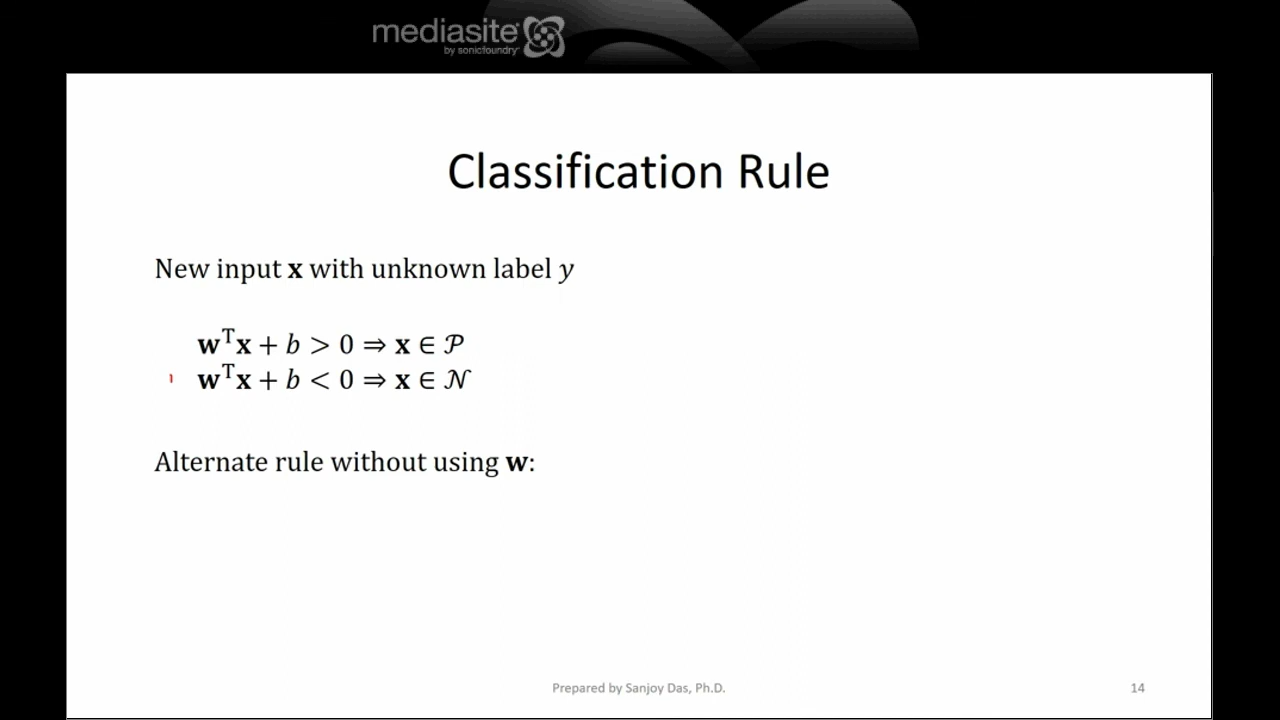 mediasite
by sonicfoundry
Classification Rule
New input 𝐱 with unknown label 𝑦
𝐰ᵀ𝐱 + 𝑏 > 0 ⇒ 𝐱 ∈ 𝒫
𝐰ᵀ𝐱 + 𝑏 < 0 ⇒ 𝐱 ∈ 𝒩
Alternate rule without using 𝐰:
Prepared by Sanjoy Das, Ph.D.
14